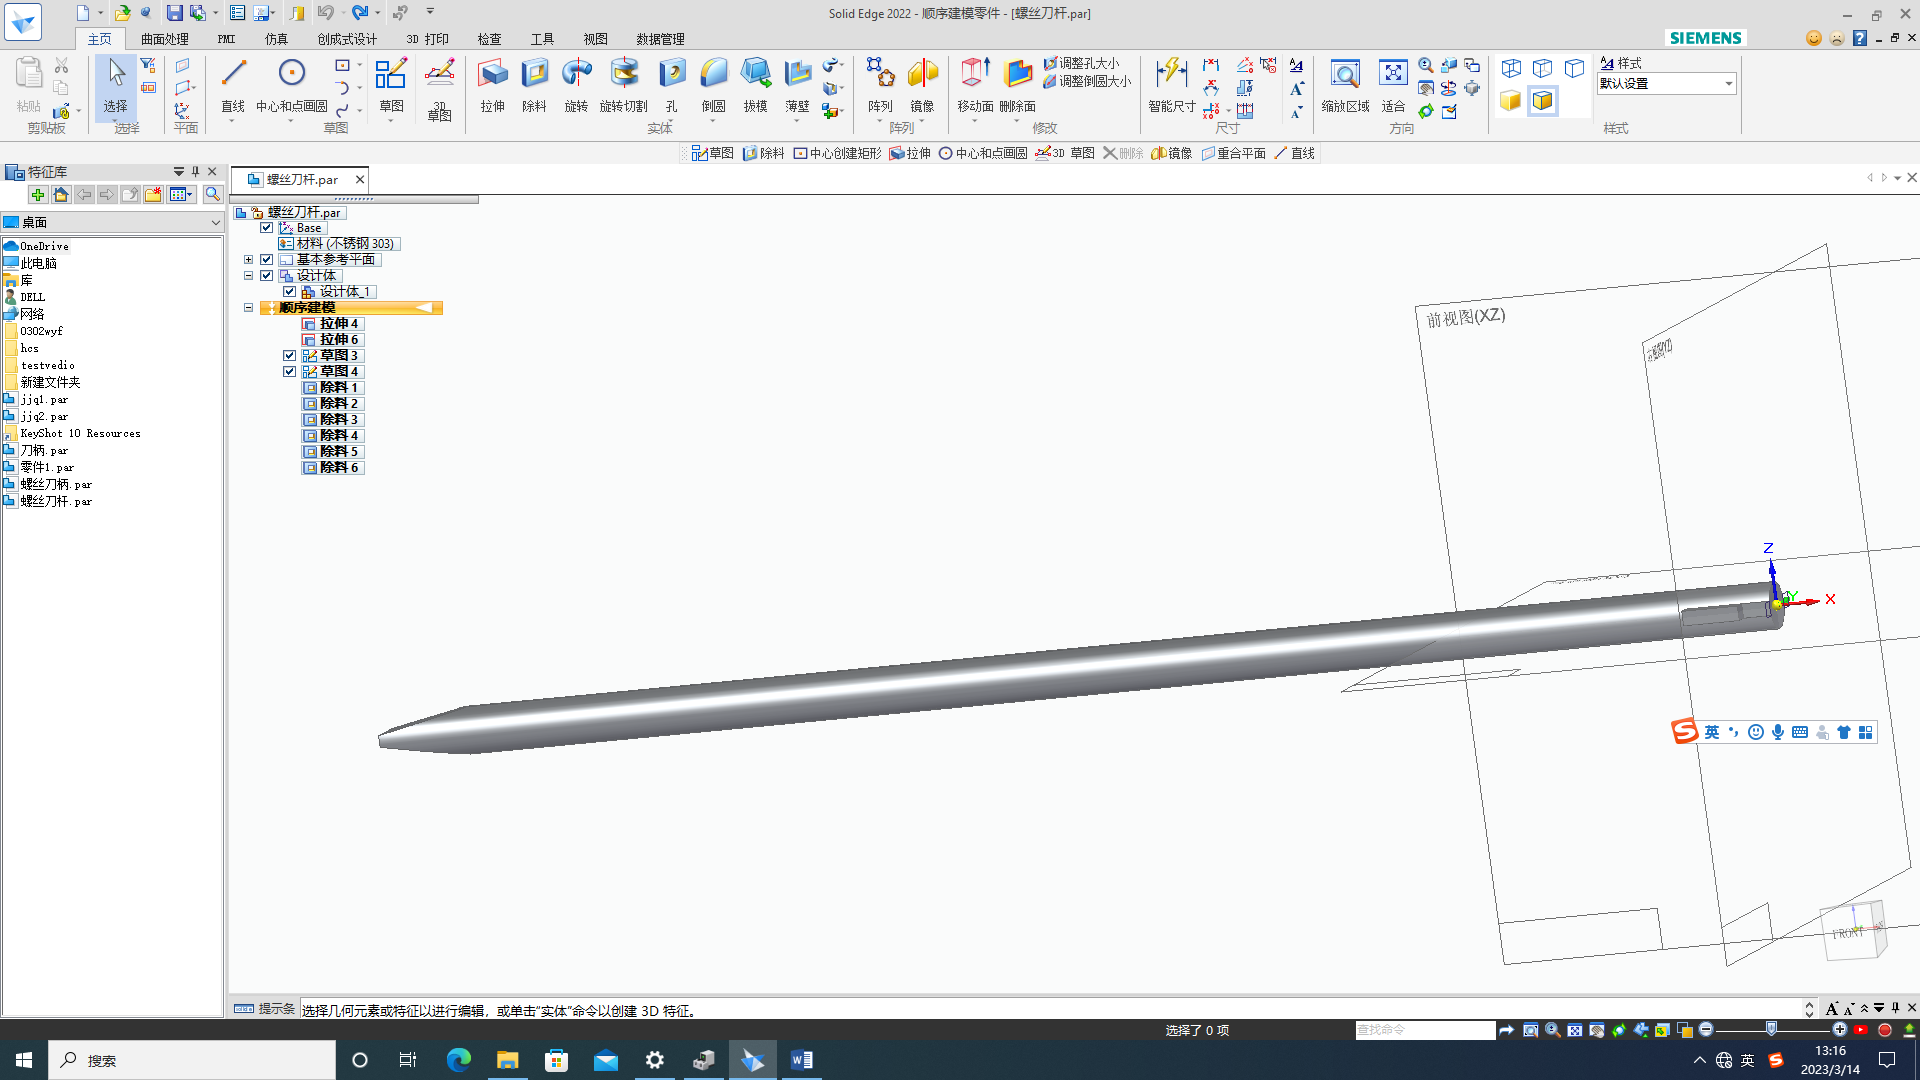 Solid Edge 2022 - 顺序建模零件 - [螺丝刀杆.par]
主页 曲面处理 PMI 仿真 创成式设计 3D 打印 检查 工具 视图 数据管理
SIEMENS
粘贴 选择 直线 中心和点画圆 草图 3D 草图 拉伸 除料 旋转 旋转切割 孔 倒圆 拔模 薄壁 阵列 镜像 移动面 删除面 调整孔大小 调整倒圆大小 智能尺寸 缩放区域 适合 样式
默认设置
剪贴板 选择 平面 草图 实体 阵列 修改 尺寸 方向 样式
草图 除料 中心创建矩形 拉伸 中心和点画圆 3D 草图 删除 镜像 重合平面 直线
特征库
螺丝刀杆.par
桌面
OneDrive
此电脑
库
DELL
网络
0302wyf
hcs
testvedio
新建文件夹
jjq1.par
jjq2.par
KeyShot 10 Resources
刀柄.par
零件1.par
螺丝刀柄.par
螺丝刀杆.par
螺丝刀杆.par
Base
材料 (不锈钢 303)
基本参考平面
设计体
设计体_1
顺序建模
拉伸 4
拉伸 6
草图 3
草图 4
除料 1
除料 2
除料 3
除料 4
除料 5
除料 6
前视图(XZ)
Z
Y
X
英
FRONT
提示条
选择几何元素或特征以进行编辑，或单击“实体”命令以创建 3D 特征。
选择了 0 项
查找命令
搜索
英
13:16
2023/3/14